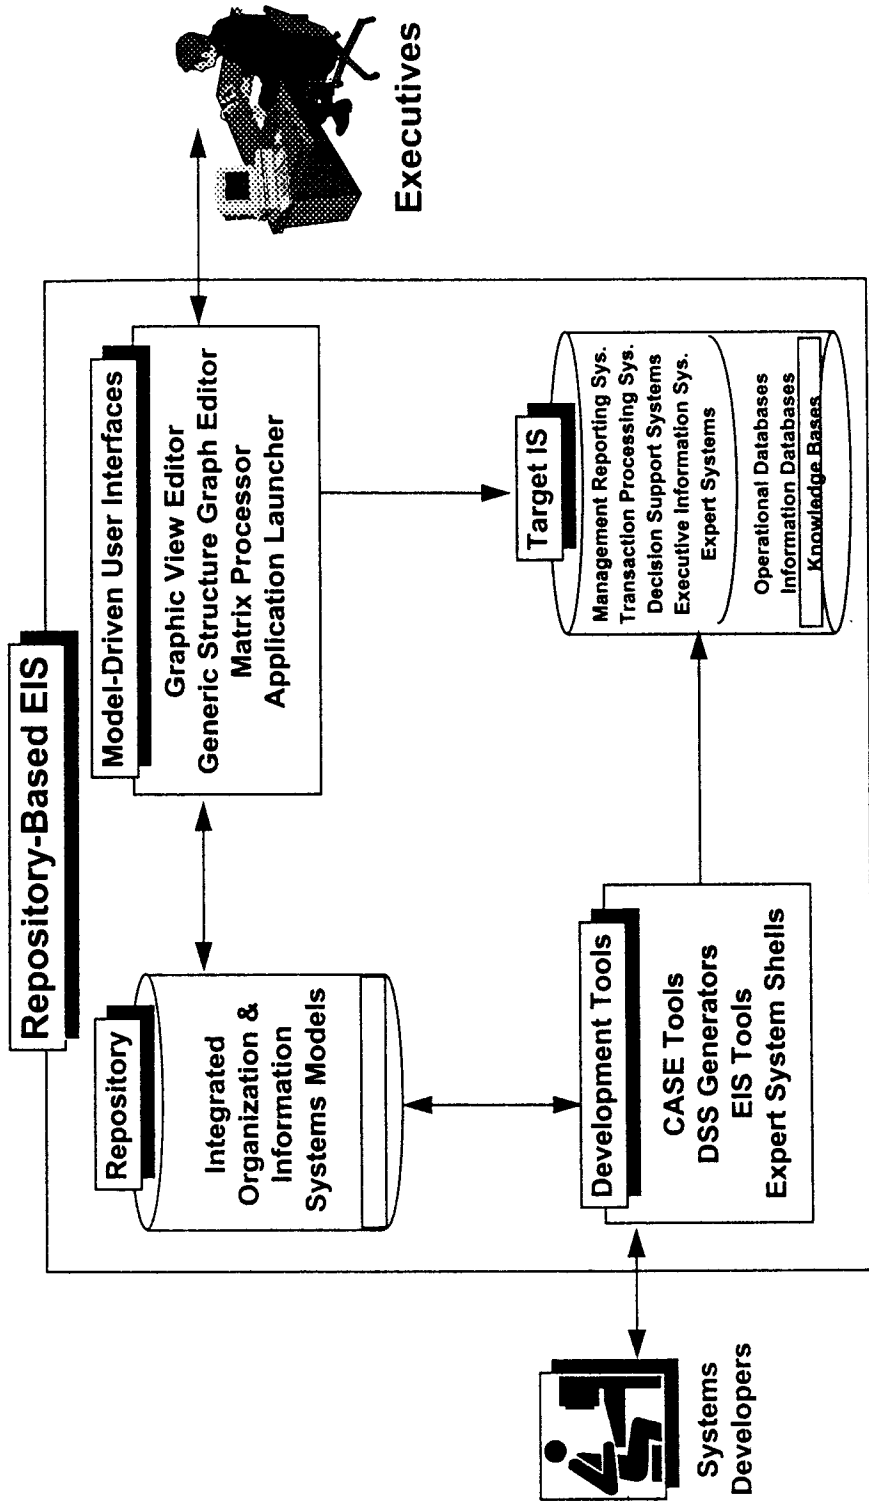 Repository-Based EIS
Repository
Integrated
Organization &
Information
Systems Models
Model-Driven User Interfaces
Graphic View Editor
Generic Structure Graph Editor
Matrix Processor
Application Launcher
Executives
Systems
Developers
Development Tools
CASE Tools
DSS Generators
EIS Tools
Expert System Shells
Target IS
Management Reporting Sys.
Transaction Processing Sys.
Decision Support Systems
Executive Information Sys.
Expert Systems
Operational Databases
Information Databases
Knowledge Bases